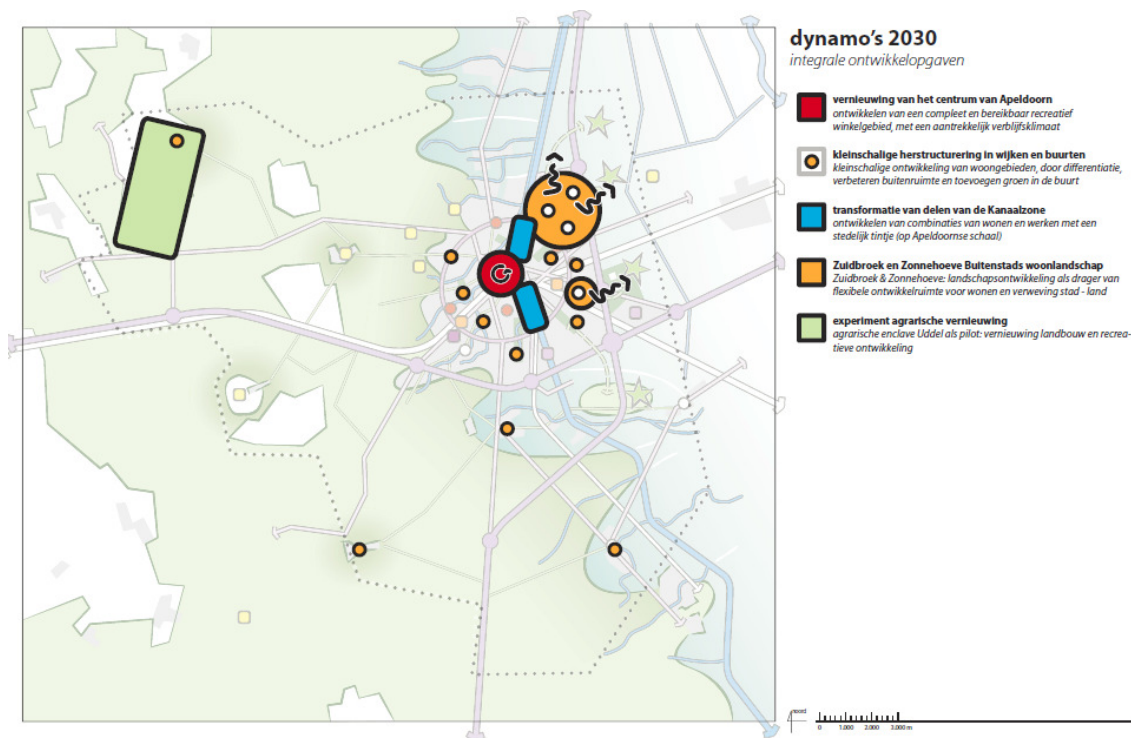 dynamo's 2030
integrale ontwikkelopgaven
vernieuwing van het centrum van Apeldoorn
ontwikkelen van een compleet en bereikbaar recreatief
winkelgebied, met een aantrekkelijk verblijfsklimaat
kleinschalige herstructurering in wijken en buurten
kleinschalige ontwikkeling van woongebieden, door differentiatie,
verbeteren buitenruimte en toevoegen groen in de buurt
transformatie van delen van de Kanaalzone
ontwikkelen van combinaties van wonen en werken met een
stedelijk tintje (op Apeldoornse schaal)
Zuidbroek en Zonnehoeve Buitenstads woonlandschap
Zuidbroek & Zonnehoeve: landschapsontwikkeling als drager van
flexibele ontwikkelruimte voor wonen en verweving stad - land
experiment agrarische vernieuwing
agrarische enclave Uddel als pilot: vernieuwing landbouw en recrea-
tieve ontwikkeling
noord
0 1.000 2.000 3.000 m